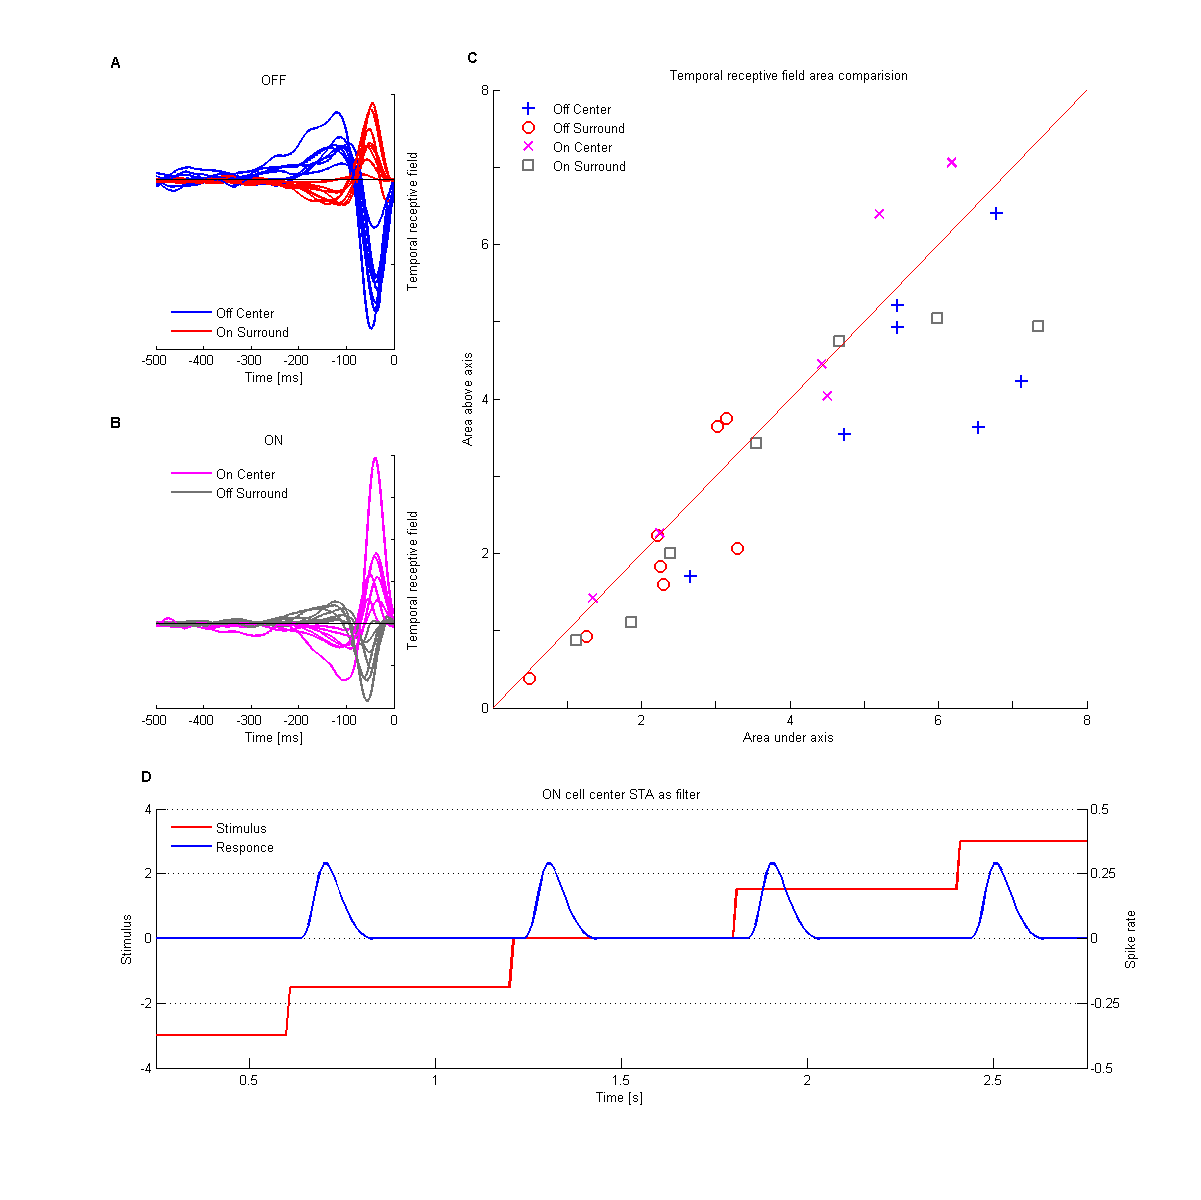 A
OFF
Temporal receptive field
Off Center
On Surround
-500 -400 -300 -200 -100 0
Time [ms]
B
ON
On Center
Off Surround
Temporal receptive field
-500 -400 -300 -200 -100 0
Time [ms]
C
Temporal receptive field area comparision
8
6
4
2
0
Area above axis
Off Center
Off Surround
On Center
On Surround
2 4 6 8
Area under axis
D
ON cell center STA as filter
4
2
0
-2
-4
Stimulus
Stimulus
Responce
0.5
0.25
0
-0.25
-0.5
Spike rate
0.5 1 1.5 2 2.5
Time [s]